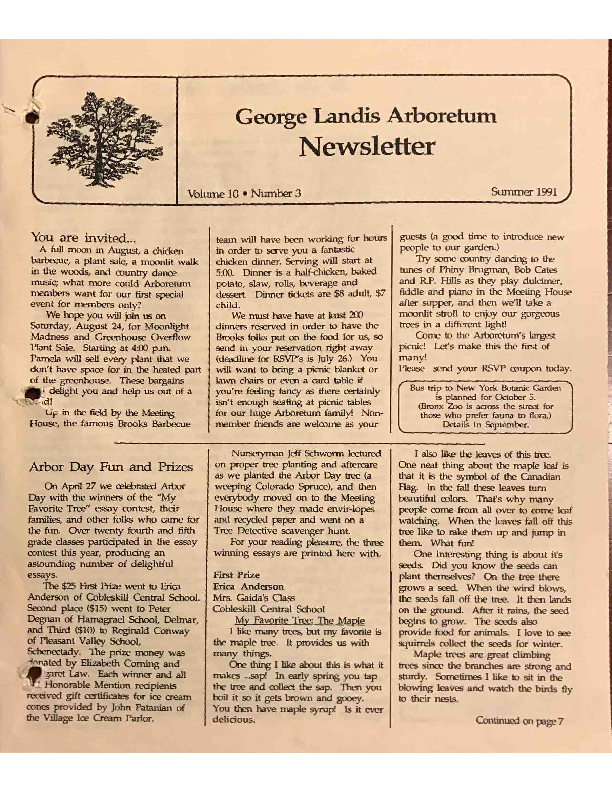 George Landis Arboretum
Newsletter
Volume 10 • Number 3
Summer 1991
You are invited...
A full moon in August, a chicken
barbecue, a plant sale, a moonlit walk
in the woods, and country dance
music; what more could Arboretum
members want for our first special
event for members only?
We hope you will join us on
Saturday, August 24, for Moonlight
Madness and Greenhouse Overflow
Plant Sale. Starting at 4:00 p.m.
Pamela will sell every plant that we
don't have space for in the heated part
of the greenhouse. These bargains
delight you and help us out of a
Up in the field by the Meeting
House, the famous Brooks Barbecue
team will have been working for hours
in order to serve you a fantastic
chicken dinner. Serving will start at
5:00. Dinner is a half-chicken, baked
potato, slaw, rolls, beverage and
dessert. Dinner tickets are $8 adult, $7
child.
We must have have at least 200
dinners reserved in order to have the
Brooks folks put on the food for us, so
send in your reservation right away
(deadline for RSVP's is July 26.) You
will want to bring a picnic blanket or
lawn chairs or even a card table if
you're feeling fancy as there certainly
isn't enough seating at picnic tables
for our huge Arboretum family! Non-
member friends are welcome as your
guests (a good time to introduce new
people to our garden.)
Try some country dancing to the
tunes of Phiny Brugman, Bob Cates
and R.P. Hills as they play dulcimer,
fiddle and piano in the Meeting House
after supper, and then we'll take a
moonlit stroll to enjoy our gorgeous
trees in a different light!
Come to the Arboretum's largest
picnic! Let's make this the first of
many!
Please send your RSVP coupon today.
Bus trip to New York Botanic Garden
is planned for October 5.
(Bronx Zoo is across the street for
those who prefer fauna to flora,)
Details in September.
Arbor Day Fun and Prizes
On April 27 we celebrated Arbor
Day with the winners of the "My
Favorite Tree" essay contest, their
families, and other folks who came for
the fun. Over twenty fourth and fifth
grade classes participated in the essay
contest this year, producing an
astounding number of delightful
essays.
The $25 First Prize went to Erica
Anderson of Cobleskill Central School.
Second place ($15) went to Peter
Degnan of Hamagrael School, Delmar,
and Third ($10) to Reginald Conway
of Pleasant Valley School,
Schenectady. The prize money was
donated by Elizabeth Corning and
Law. Each winner and all
Honorable Mention recipients
received gift certificates for ice cream
cones provided by John Patanian of
the Village Ice Cream Parlor.
Nurseryman Jeff Schworm lectured
on proper tree planting and aftercare
as we planted the Arbor Day tree (a
weeping Colorado Spruce), and then
everybody moved on to the Meeting
House where they made envir-lopes
and recycled paper and went on a
Tree Detective scavenger hunt.
For your reading pleasure, the three
winning essays are printed here with.
First Prize
Erica Anderson
Mrs. Gaida's Class
Cobleskill Central School
My Favorite Tree: The Maple
I like many trees, but my favorite is
the maple tree. It provides us with
many things.
One thing I like about this is what it
makes ...sap! In early spring you tap
the tree and collect the sap. Then you
boil it so it gets brown and gooey.
You then have maple syrup! Is it ever
delicious.
I also like the leaves of this tree.
One neat thing about the maple leaf is
that it is the symbol of the Canadian
Flag. In the fall these leaves turn
beautiful colors. That's why many
people come from all over to come leaf
watching. When the leaves fall off this
tree like to rake them up and jump in
them. What fun!
One interesting thing is about it's
seeds. Did you know the seeds can
plant themselves? On the tree there
grows a seed. When the wind blows,
the seeds fall off the tree. It then lands
on the ground. After it rains, the seed
begins to grow. The seeds also
provide food for animals. I love to see
squirrels collect the seeds for winter.
Maple trees are great climbing
trees since the branches are strong and
sturdy. Sometimes I like to sit in the
blowing leaves and watch the birds fly
to their nests.
Continued on page 7